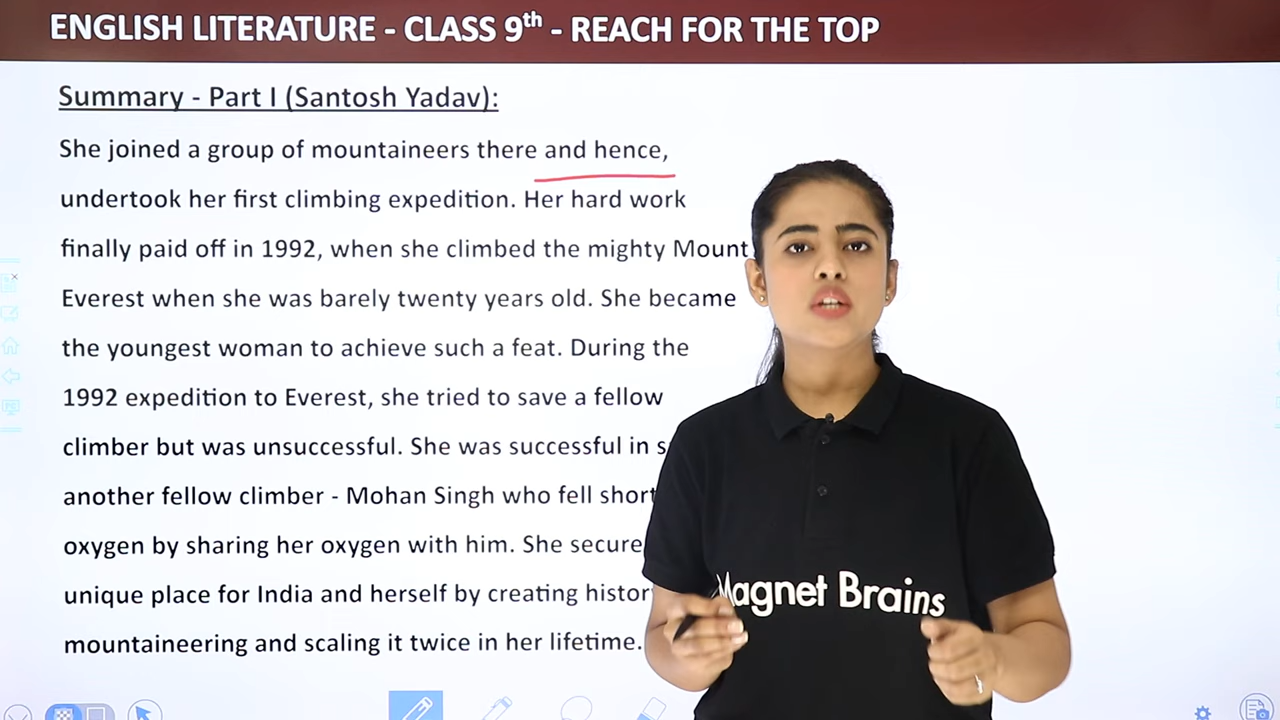 ENGLISH LITERATURE - CLASS 9th - REACH FOR THE TOP
Summary - Part I (Santosh Yadav):
She joined a group of mountaineers there and hence,
undertook her first climbing expedition. Her hard work
finally paid off in 1992, when she climbed the mighty Mount
Everest when she was barely twenty years old. She became
the youngest woman to achieve such a feat. During the
1992 expedition to Everest, she tried to save a fellow
climber but was unsuccessful. She was successful in
another fellow climber - Mohan Singh who fell short
oxygen by sharing her oxygen with him. She
unique place for India and herself by creating
mountaineering and scaling it twice in her lifetime.
Magnet Brains